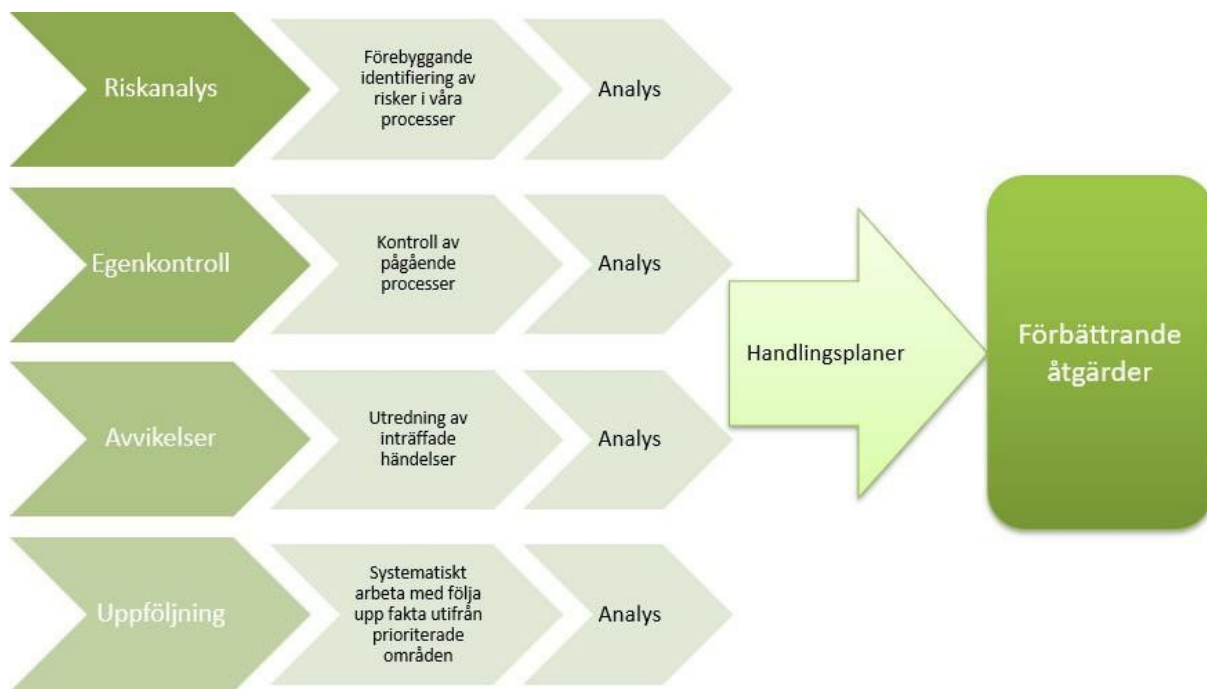 Riskanalys
Förebyggande
identifiering av
risker i våra
processer
Analys
Egenkontroll
Kontroll av
pågående
processer
Analys
Avvikelser
Utredning av
inträffade
händelser
Analys
Uppföljning
Systematiskt
arbeta med följa
upp fakta utifrån
prioriterade
områden
Analys
Handlingsplaner
Förbättrande
åtgärder